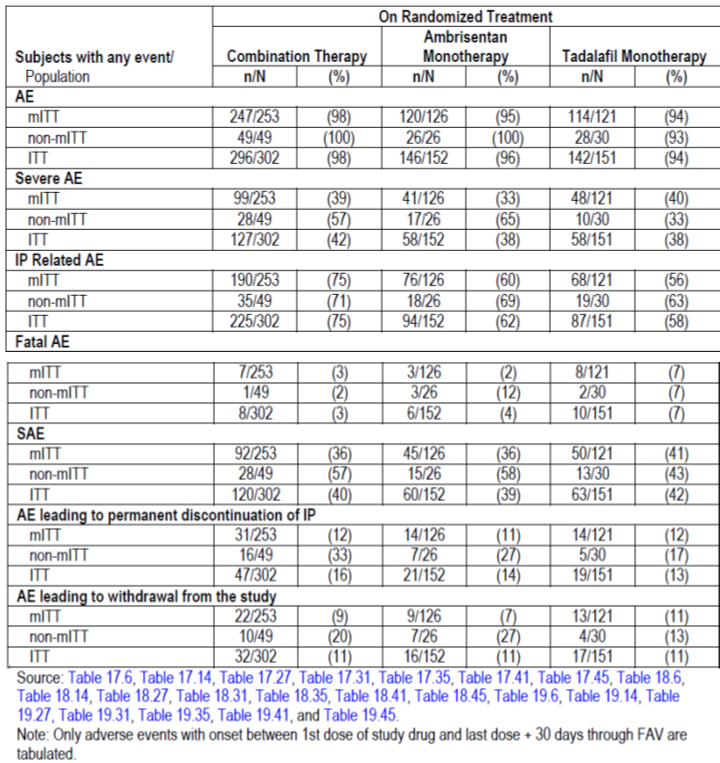 On Randomized Treatment
Subjects with any event/ Population Combination Therapy Ambrisentan Monotherapy Tadalafil Monotherapy
n/N (%) n/N (%) n/N (%)
AE
mITT 247/253 (98) 120/126 (95) 114/121 (94)
non-mITT 49/49 (100) 26/26 (100) 28/30 (93)
ITT 296/302 (98) 146/152 (96) 142/151 (94)
Severe AE
mITT 99/253 (39) 41/126 (33) 48/121 (40)
non-mITT 28/49 (57) 17/26 (65) 10/30 (33)
ITT 127/302 (42) 58/152 (38) 58/151 (38)
IP Related AE
mITT 190/253 (75) 76/126 (60) 68/121 (56)
non-mITT 35/49 (71) 18/26 (69) 19/30 (63)
ITT 225/302 (75) 94/152 (62) 87/151 (58)
Fatal AE
mITT 7/253 (3) 3/126 (2) 8/121 (7)
non-mITT 1/49 (2) 3/26 (12) 2/30 (7)
ITT 8/302 (3) 6/152 (4) 10/151 (7)
SAE
mITT 92/253 (36) 45/126 (36) 50/121 (41)
non-mITT 28/49 (57) 15/26 (58) 13/30 (43)
ITT 120/302 (40) 60/152 (39) 63/151 (42)
AE leading to permanent discontinuation of IP
mITT 31/253 (12) 14/126 (11) 14/121 (12)
non-mITT 16/49 (33) 7/26 (27) 5/30 (17)
ITT 47/302 (16) 21/152 (14) 19/151 (13)
AE leading to withdrawal from the study
mITT 22/253 (9) 9/126 (7) 13/121 (11)
non-mITT 10/49 (20) 7/26 (27) 4/30 (13)
ITT 32/302 (11) 16/152 (11) 17/151 (11)
Source: Table 17.6, Table 17.14, Table 17.27, Table 17.31, Table 17.35, Table 17.41, Table 17.45, Table 18.6,
Table 18.14, Table 18.27, Table 18.31, Table 18.35, Table 18.41, Table 18.45, Table 19.6, Table 19.14, Table
19.27, Table 19.31, Table 19.35, Table 19.41, and Table 19.45.
Note: Only adverse events with onset between 1st dose of study drug and last dose + 30 days through FAV are
tabulated.